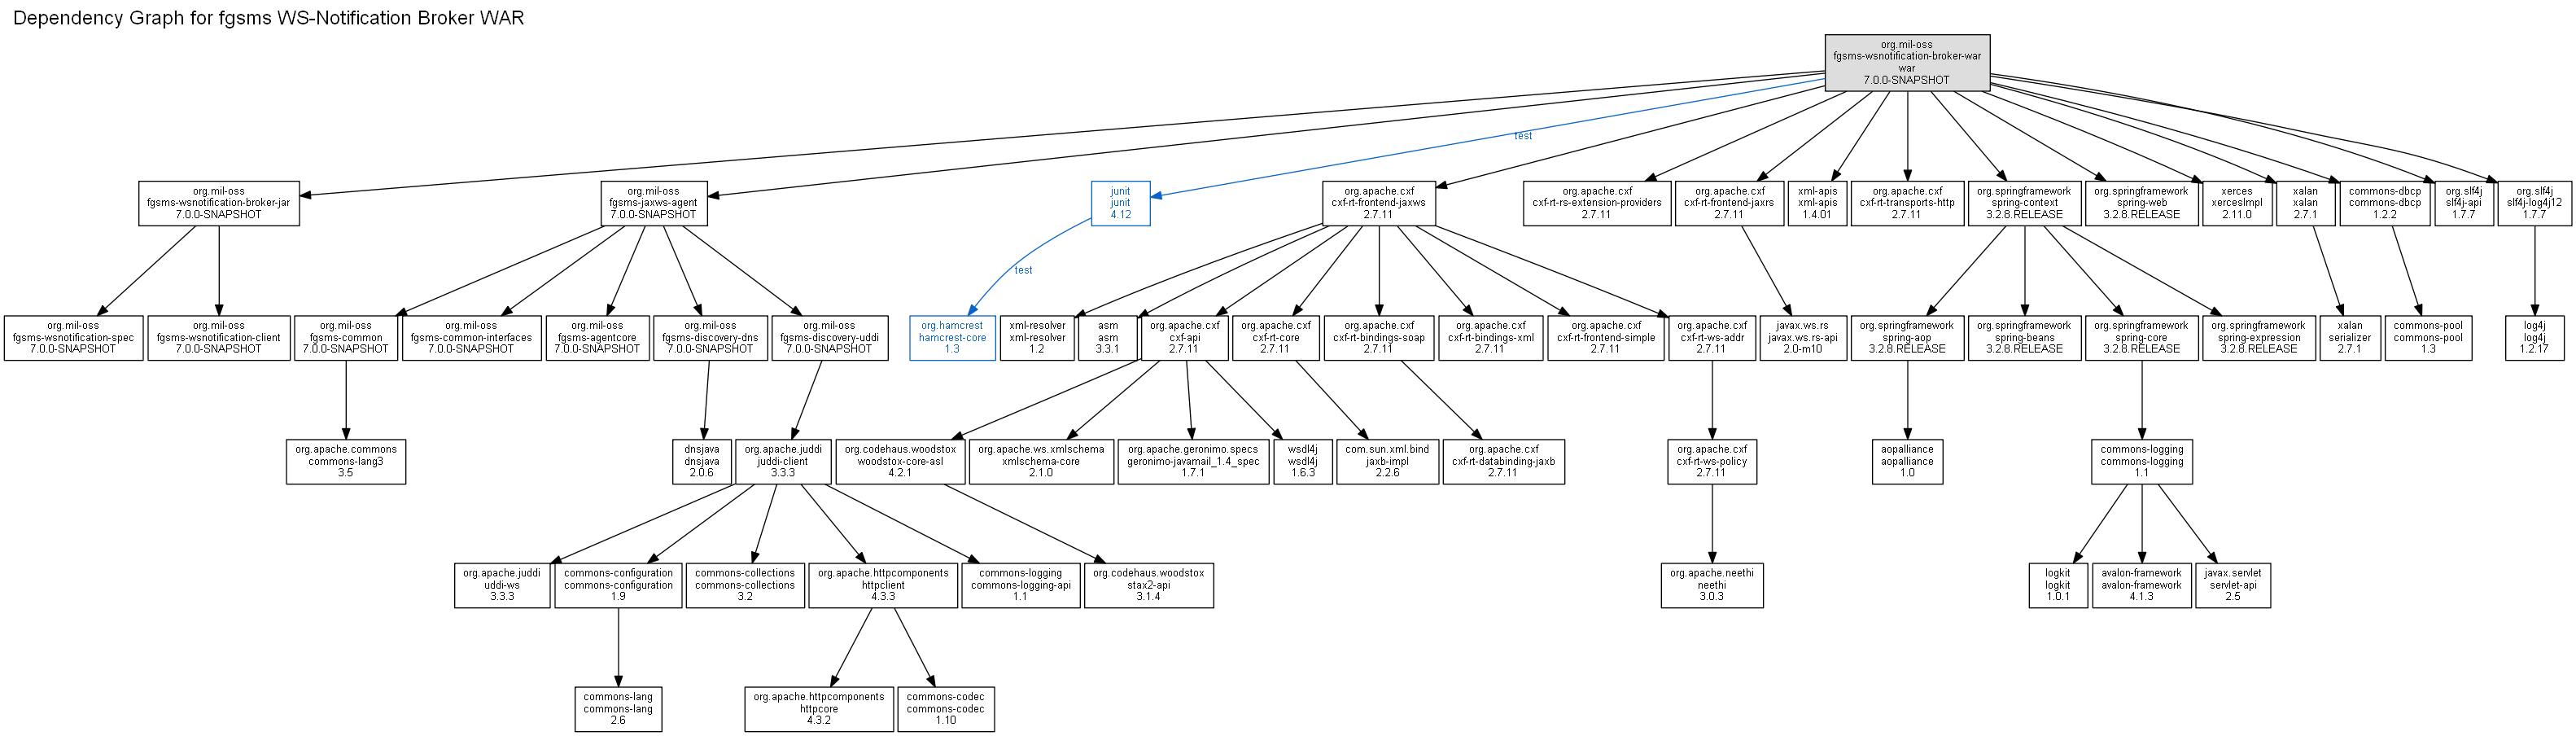 Dependency Graph for fgsms WS-Notification Broker WAR
org.mil-oss
fgsms-wsnotification-broker-war
war
7.0.0-SNAPSHOT
test
org.mil-oss
fgsms-wsnotification-broker-jar
7.0.0-SNAPSHOT
org.mil-oss
fgsms-jaxws-agent
7.0.0-SNAPSHOT
junit
junit
4.12
org.apache.cxf
cxf-rt-frontend-jaxws
2.7.11
org.apache.cxf
cxf-rt-rs-extension-providers
2.7.11
org.apache.cxf
cxf-rt-frontend-jaxrs
2.7.11
xml-apis
xml-apis
1.4.01
org.apache.cxf
cxf-rt-transports-http
2.7.11
org.springframework
spring-context
3.2.8.RELEASE
org.springframework
spring-web
3.2.8.RELEASE
xerces
xercesImpl
2.11.0
xalan
xalan
2.7.1
commons-dbcp
commons-dbcp
1.2.2
org.slf4j
slf4j-api
1.7.7
org.slf4j
slf4j-log4j12
1.7.7
test
org.mil-oss
fgsms-wsnotification-spec
7.0.0-SNAPSHOT
org.mil-oss
fgsms-wsnotification-client
7.0.0-SNAPSHOT
org.mil-oss
fgsms-common
7.0.0-SNAPSHOT
org.mil-oss
fgsms-common-interfaces
7.0.0-SNAPSHOT
org.mil-oss
fgsms-agentcore
7.0.0-SNAPSHOT
org.mil-oss
fgsms-discovery-dns
7.0.0-SNAPSHOT
org.mil-oss
fgsms-discovery-uddi
7.0.0-SNAPSHOT
org.hamcrest
hamcrest-core
1.3
xml-resolver
xml-resolver
1.2
asm
asm
3.3.1
org.apache.cxf
cxf-api
2.7.11
org.apache.cxf
cxf-rt-core
2.7.11
org.apache.cxf
cxf-rt-bindings-soap
2.7.11
org.apache.cxf
cxf-rt-bindings-xml
2.7.11
org.apache.cxf
cxf-rt-frontend-simple
2.7.11
org.apache.cxf
cxf-rt-ws-addr
2.7.11
javax.ws.rs
javax.ws.rs-api
2.0-m10
org.springframework
spring-aop
3.2.8.RELEASE
org.springframework
spring-beans
3.2.8.RELEASE
org.springframework
spring-core
3.2.8.RELEASE
org.springframework
spring-expression
3.2.8.RELEASE
xalan
serializer
2.7.1
commons-pool
commons-pool
1.3
log4j
log4j
1.2.17
org.apache.commons
commons-lang3
3.5
dnsjava
dnsjava
2.0.6
org.apache.juddi
juddi-client
3.3.3
org.codehaus.woodstox
woodstox-core-asl
4.2.1
org.apache.ws.xmlschema
xmlschema-core
2.1.0
org.apache.geronimo.specs
geronimo-javamail_1.4_spec
1.7.1
wsdl4j
wsdl4j
1.6.3
com.sun.xml.bind
jaxb-impl
2.2.6
org.apache.cxf
cxf-rt-databinding-jaxb
2.7.11
org.apache.cxf
cxf-rt-ws-policy
2.7.11
aopalliance
aopalliance
1.0
commons-logging
commons-logging
1.1
org.apache.juddi
uddi-ws
3.3.3
commons-configuration
commons-configuration
1.9
commons-collections
commons-collections
3.2
org.apache.httpcomponents
httpclient
4.3.3
commons-logging
commons-logging-api
1.1
org.codehaus.woodstox
stax2-api
3.1.4
org.apache.neethi
neethi
3.0.3
logkit
logkit
1.0.1
avalon-framework
avalon-framework
4.1.3
javax.servlet
servlet-api
2.5
commons-lang
commons-lang
2.6
org.apache.httpcomponents
httpcore
4.3.2
commons-codec
commons-codec
1.10